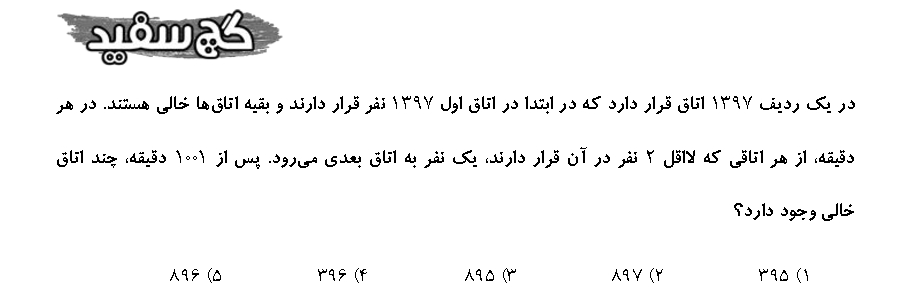 گچ سفید
در یک ردیف ۱۳۹۷ اتاق قرار دارد که در ابتدا در اتاق اول ۱۳۹۷ نفر قرار دارند و بقیه اتاق‌ها خالی هستند. در هر
دقیقه، از هر اتاقی که لااقل ۲ نفر در آن قرار دارند، یک نفر به اتاق بعدی می‌رود. پس از ۱۰۰۱ دقیقه، چند اتاق
خالی وجود دارد؟
۱) ۳۹۵ ۲) ۸۹۷ ۳) ۸۹۵ ۴) ۳۹۶ ۵) ۸۹۶